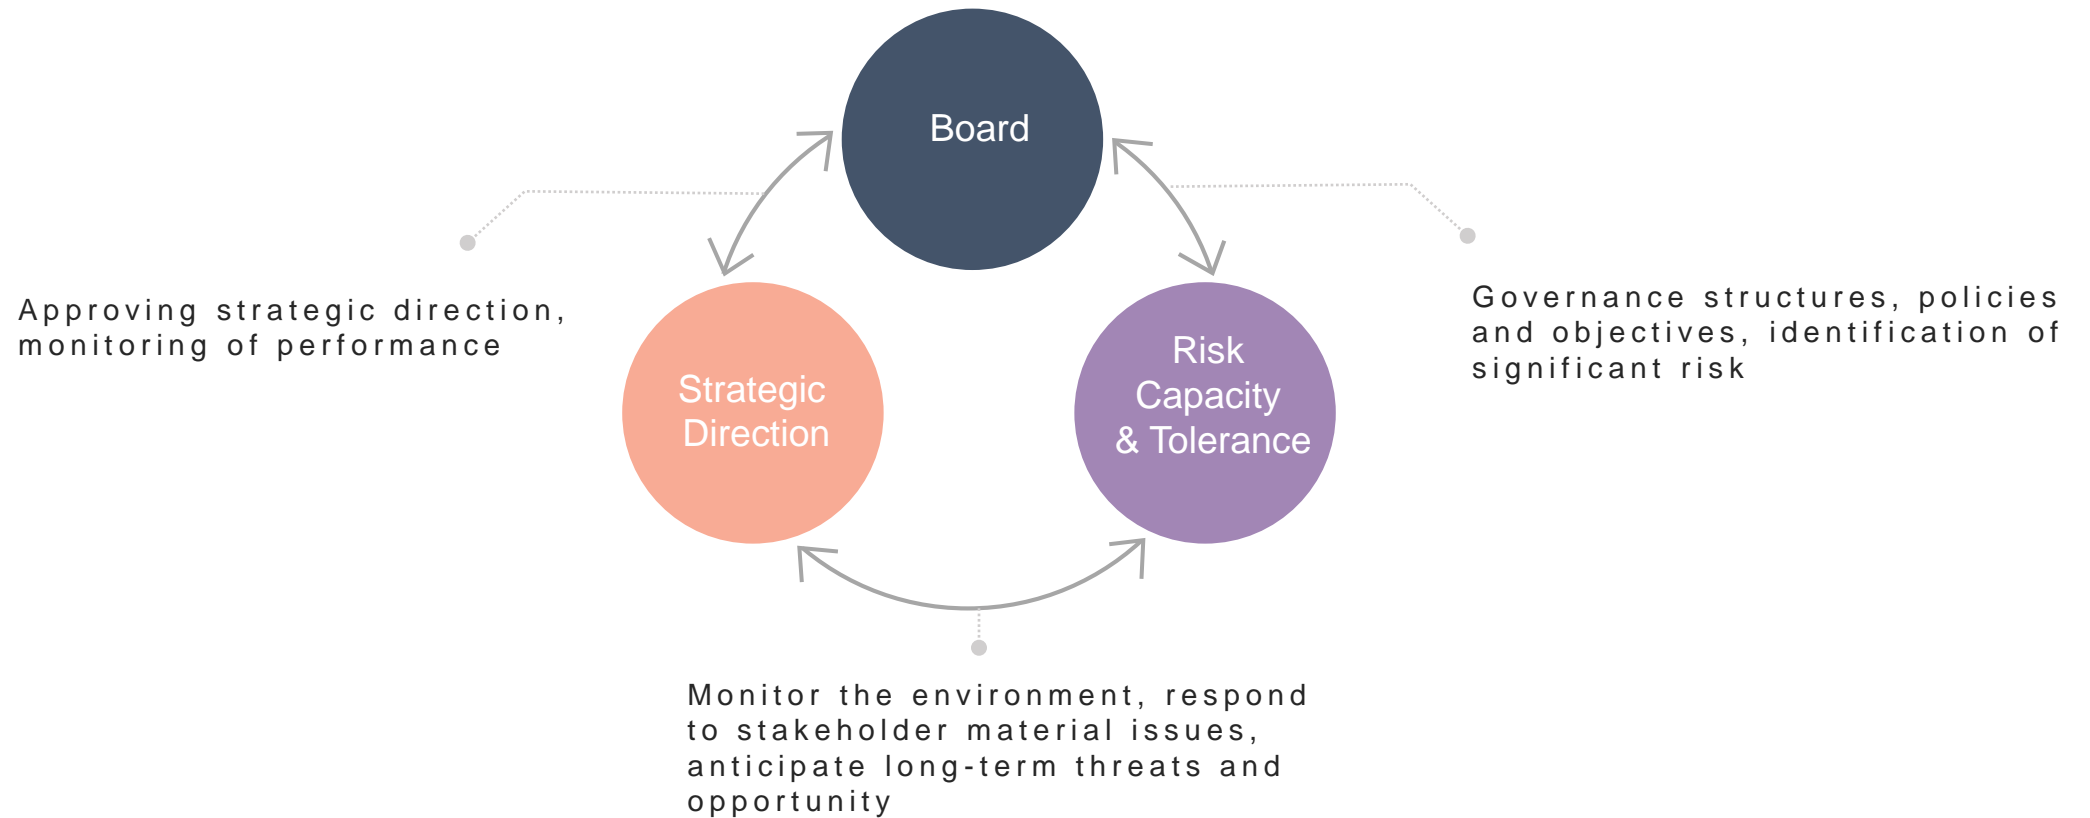 Board
Approving strategic direction,
monitoring of performance
Strategic
Direction
Risk
Capacity
& Tolerance
Governance structures, policies
and objectives, identification of
significant risk
Monitor the environment, respond
to stakeholder material issues,
anticipate long-term threats and
opportunity